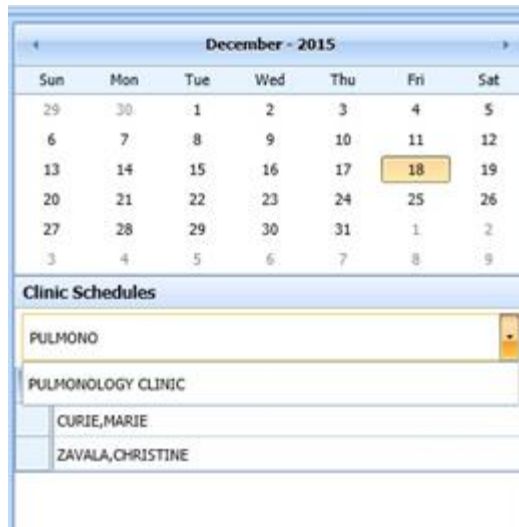 December - 2015
Sun Mon Tue Wed Thu Fri Sat
29 30 1 2 3 4 5
6 7 8 9 10 11 12
13 14 15 16 17 18 19
20 21 22 23 24 25 26
27 28 29 30 31 1 2
3 4 5 6 7 8 9
Clinic Schedules
PULMONO
PULMONOLOGY CLINIC
CURIE,MARIE
ZAVALA,CHRISTINE